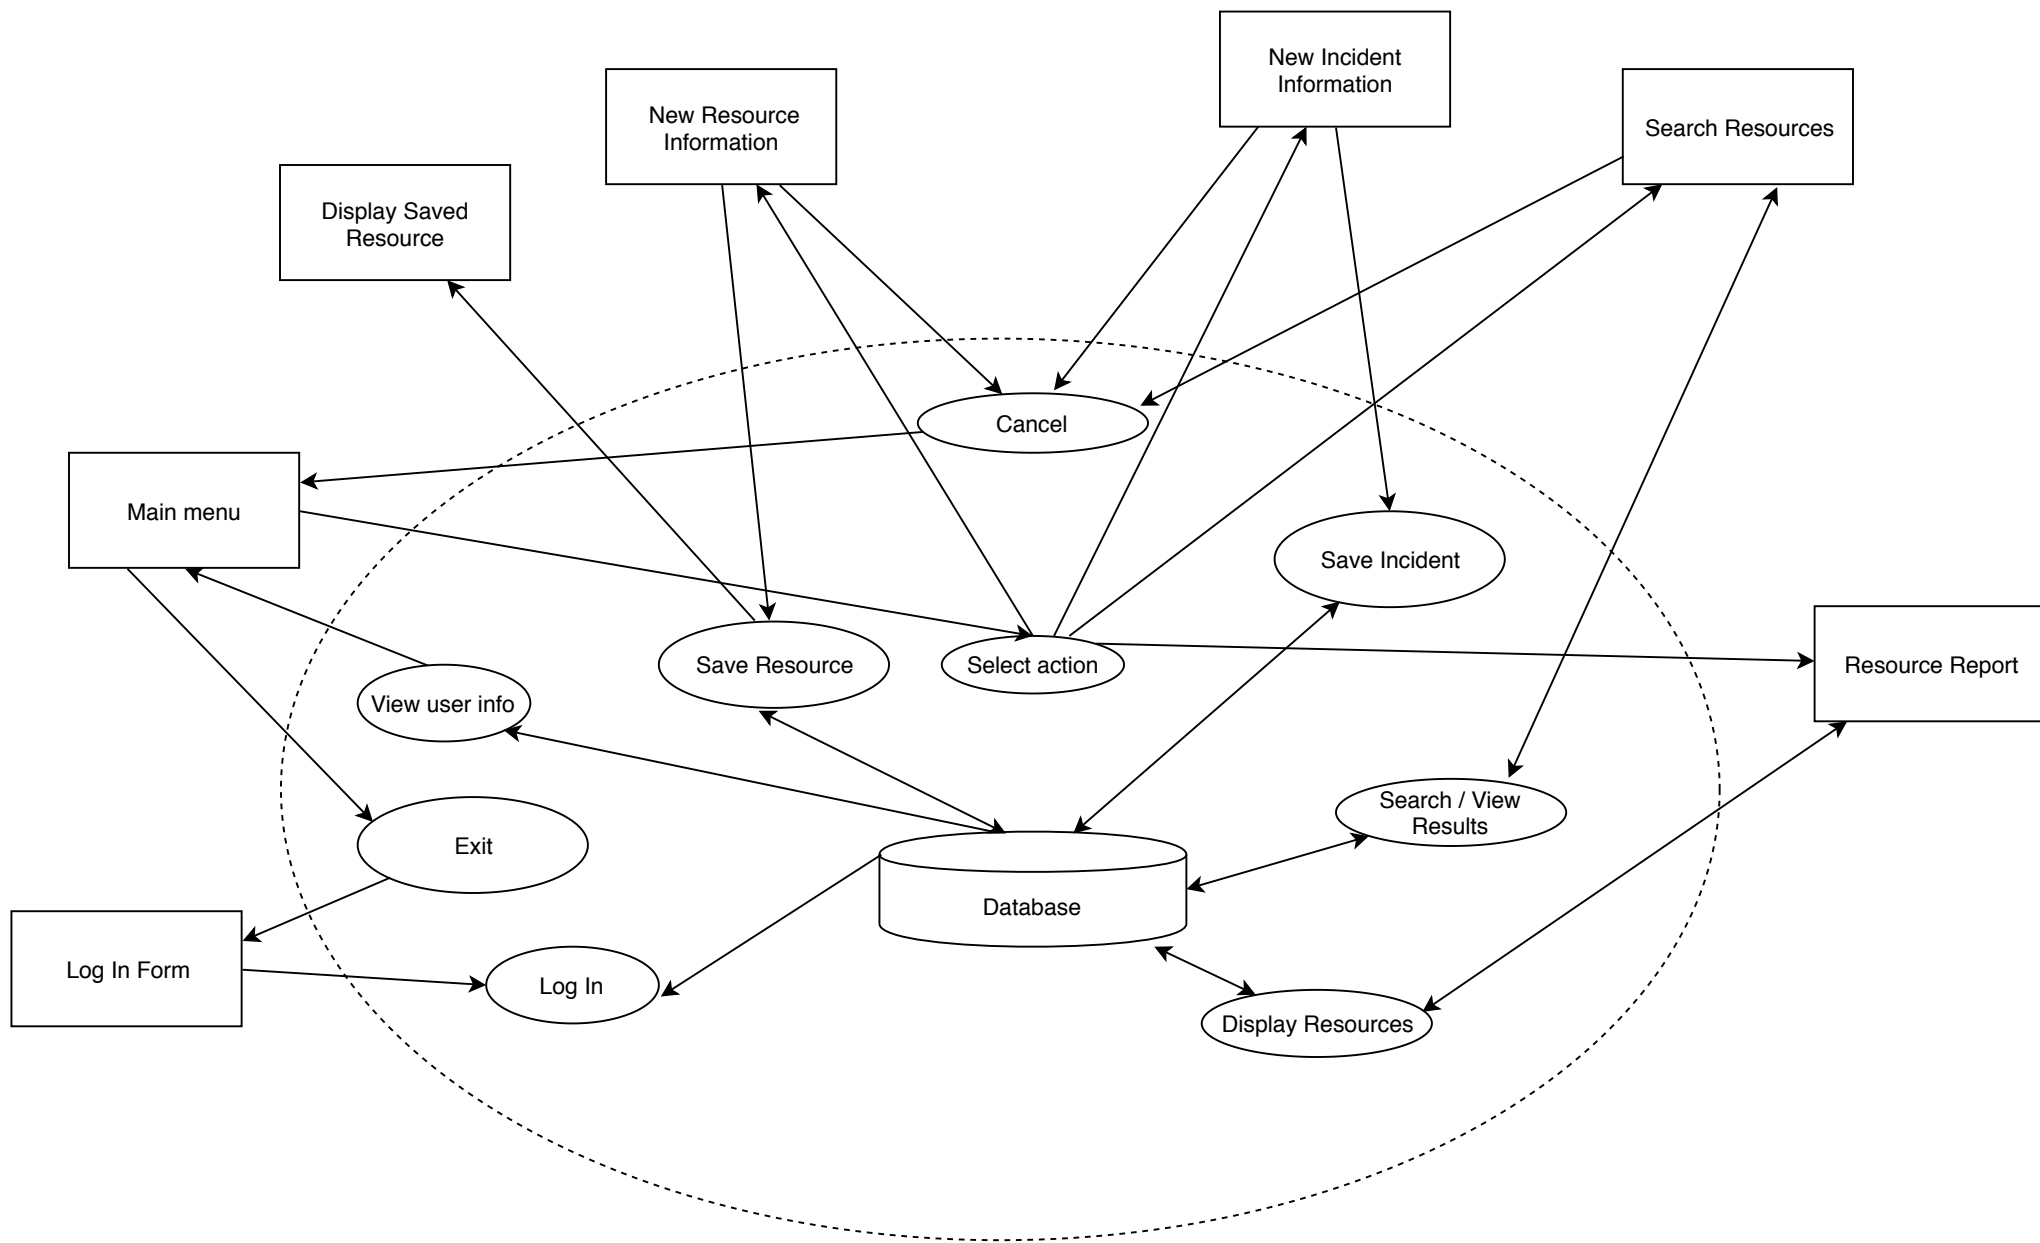 New Incident
Information
New Resource
Information
Search Resources
Display Saved
Resource
Cancel
Main menu
Save Incident
Save Resource
Select action
Resource Report
View user info
Search / View
Results
Exit
Database
Log In Form
Log In
Display Resources